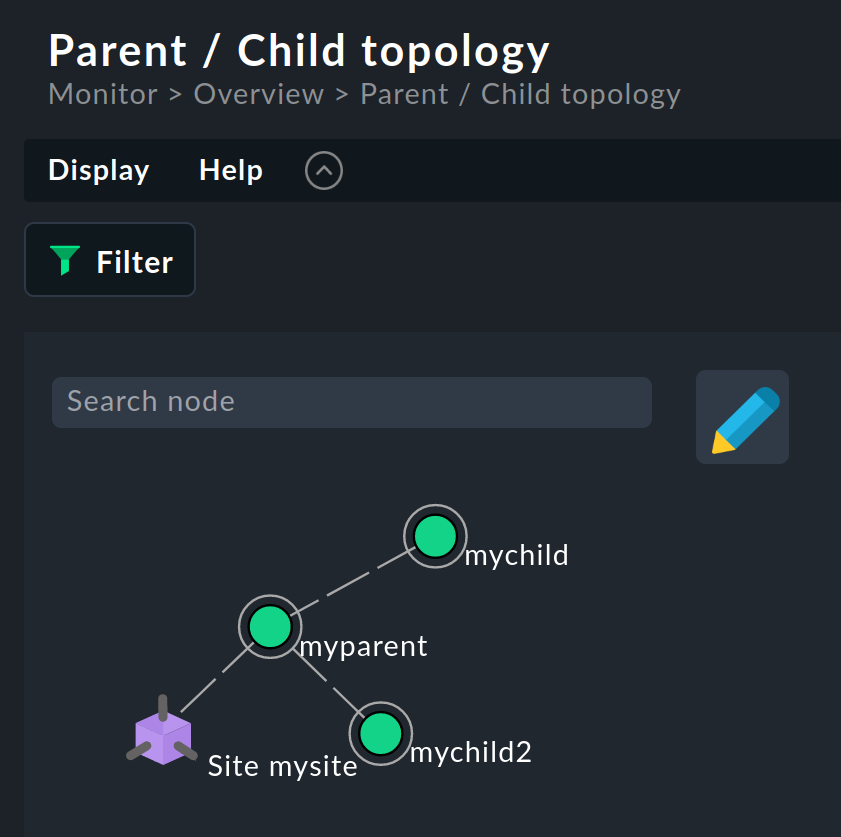 Parent / Child topology
Monitor > Overview > Parent / Child topology
Display Help
Filter
Search node
mychild
myparent
mychild2
Site mysite